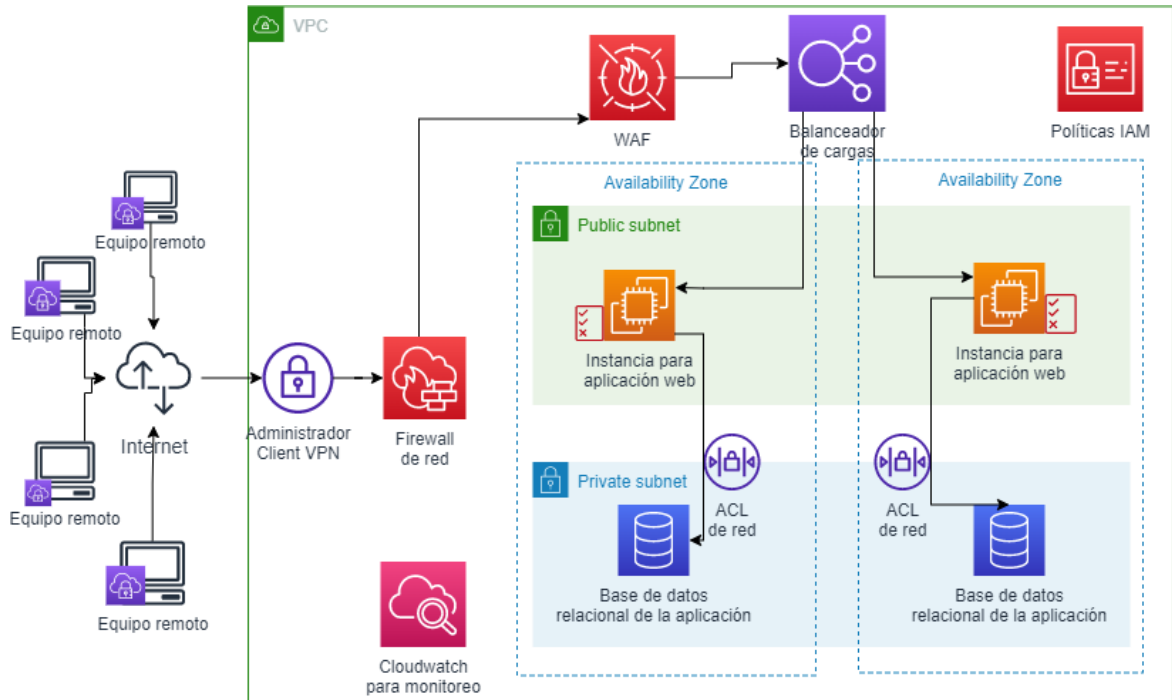 VPC
WAF
Balanceador
de cargas
Políticas IAM
Availability Zone
Availability Zone
Public subnet
Equipo remoto
Equipo remoto
Internet
Equipo remoto
Equipo remoto
Administrador
Client VPN
Firewall
de red
Instancia para
aplicación web
Instancia para
aplicación web
Private subnet
ACL
de red
ACL
de red
Base de datos
relacional de la aplicación
Base de datos
relacional de la aplicación
Cloudwatch
para monitoreo